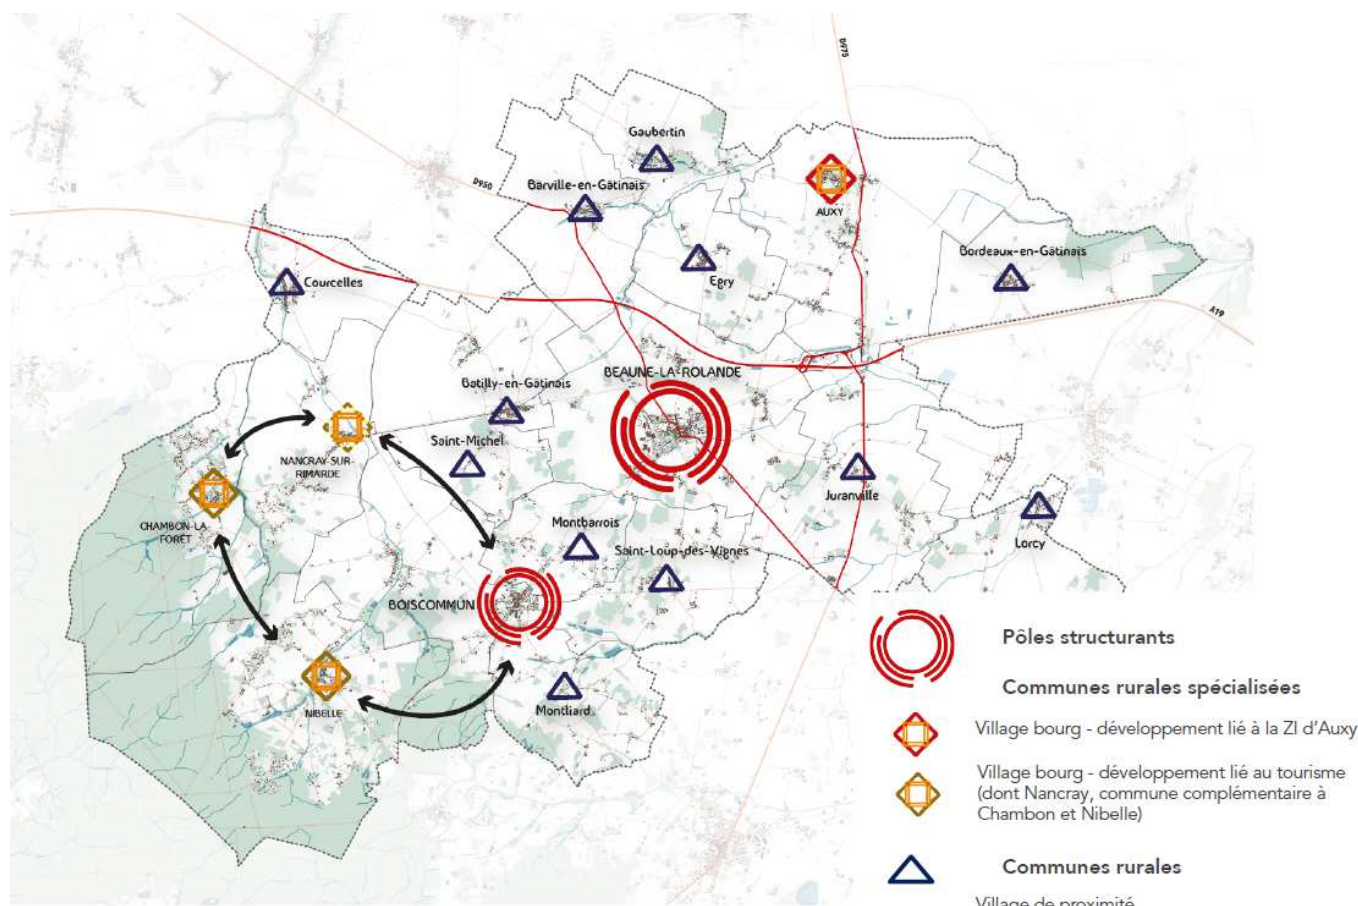 D975
Gaubertin
D950
Barville-en-Gâtinais
AUXY
Bordeaux-en-Gâtinais
Egry
Courcelles
A19
BEAUNE-LA-ROLANDE
Batilly-en-Gâtinais
Saint-Michel
NANCRAY-SUR-
RIMARDE
Juranville
CHAMBON-LA-
FORÊT
Montbarrois
Lorcy
Saint-Loup-des-Vignes
BOISCOMMUN
Montliard
NIBELLE
Pôles structurants
Communes rurales spécialisées
Village bourg - développement lié à la ZI d'Auxy
Village bourg - développement lié au tourisme
(dont Nancray, commune complémentaire à
Chambon et Nibelle)
Communes rurales
Village de proximité